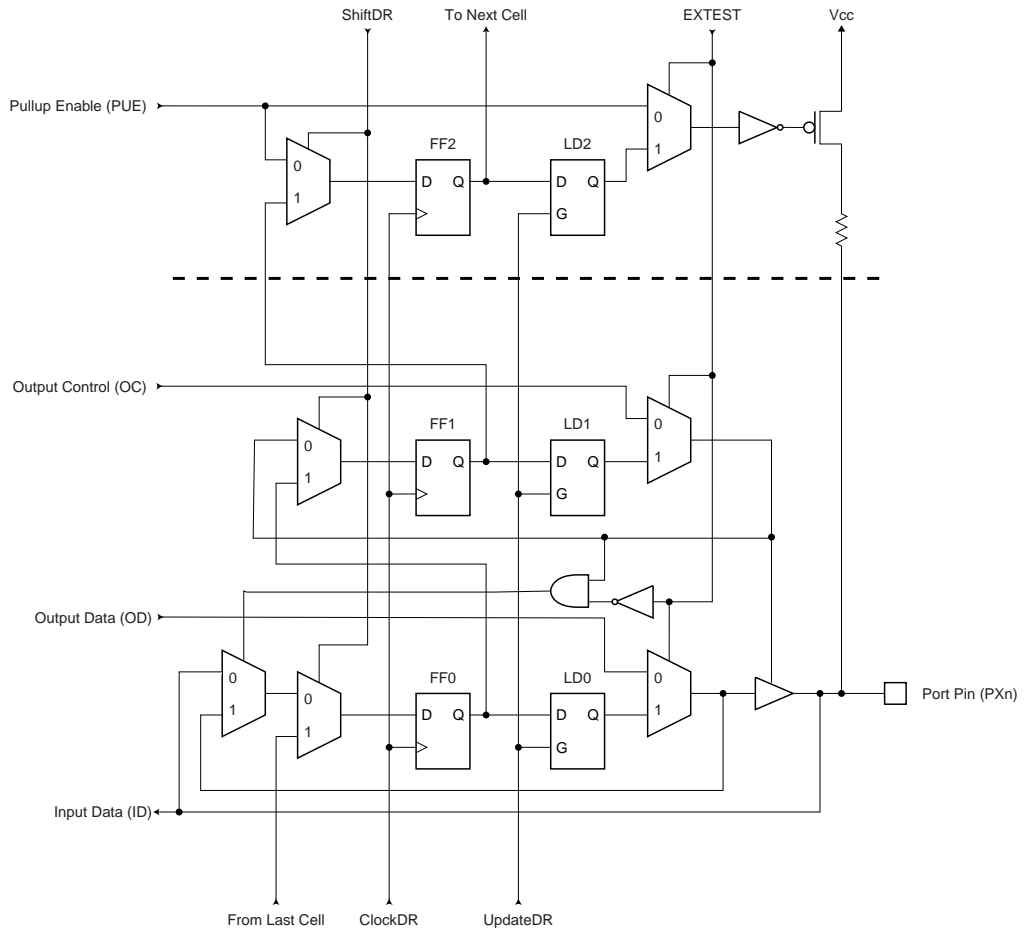 ShiftDR
To Next Cell
EXTEST
Vcc
Pullup Enable (PUE)
0
1
FF2
D Q
LD2
D Q
G
0
1
Output Control (OC)
0
1
FF1
D Q
LD1
D Q
G
0
1
Output Data (OD)
0
1
0
1
FF0
D Q
LD0
D Q
G
0
1
Port Pin (PXn)
Input Data (ID)
From Last Cell
ClockDR
UpdateDR